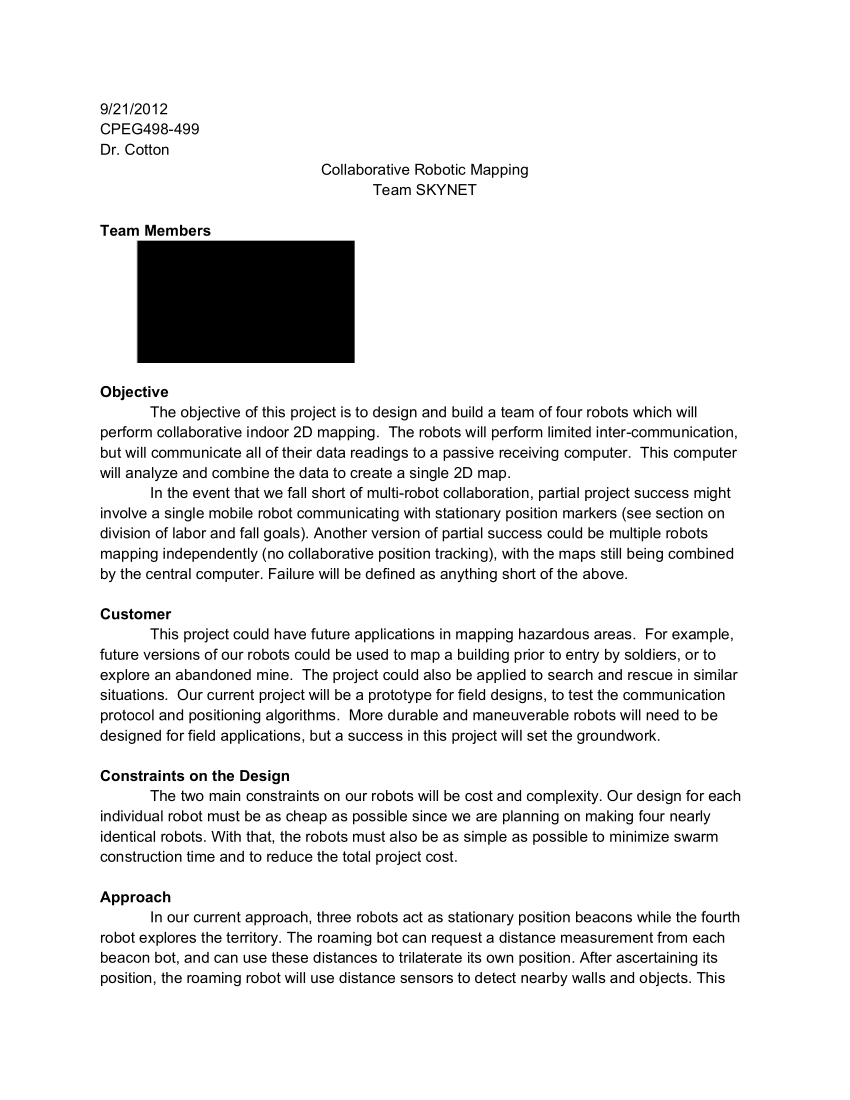 9/21/2012
CPEG498-499
Dr. Cotton
Collaborative Robotic Mapping
Team SKYNET
Team Members
Objective
The objective of this project is to design and build a team of four robots which will
perform collaborative indoor 2D mapping.  The robots will perform limited inter-communication,
but will communicate all of their data readings to a passive receiving computer.  This computer
will analyze and combine the data to create a single 2D map.
In the event that we fall short of multi-robot collaboration, partial project success might
involve a single mobile robot communicating with stationary position markers (see section on
division of labor and fall goals). Another version of partial success could be multiple robots
mapping independently (no collaborative position tracking), with the maps still being combined
by the central computer. Failure will be defined as anything short of the above.
Customer
This project could have future applications in mapping hazardous areas.  For example,
future versions of our robots could be used to map a building prior to entry by soldiers, or to
explore an abandoned mine.  The project could also be applied to search and rescue in similar
situations.  Our current project will be a prototype for field designs, to test the communication
protocol and positioning algorithms.  More durable and maneuverable robots will need to be
designed for field applications, but a success in this project will set the groundwork.
Constraints on the Design
The two main constraints on our robots will be cost and complexity. Our design for each
individual robot must be as cheap as possible since we are planning on making four nearly
identical robots. With that, the robots must also be as simple as possible to minimize swarm
construction time and to reduce the total project cost.
Approach
In our current approach, three robots act as stationary position beacons while the fourth
robot explores the territory. The roaming bot can request a distance measurement from each
beacon bot, and can use these distances to trilaterate its own position. After ascertaining its
position, the roaming robot will use distance sensors to detect nearby walls and objects. This